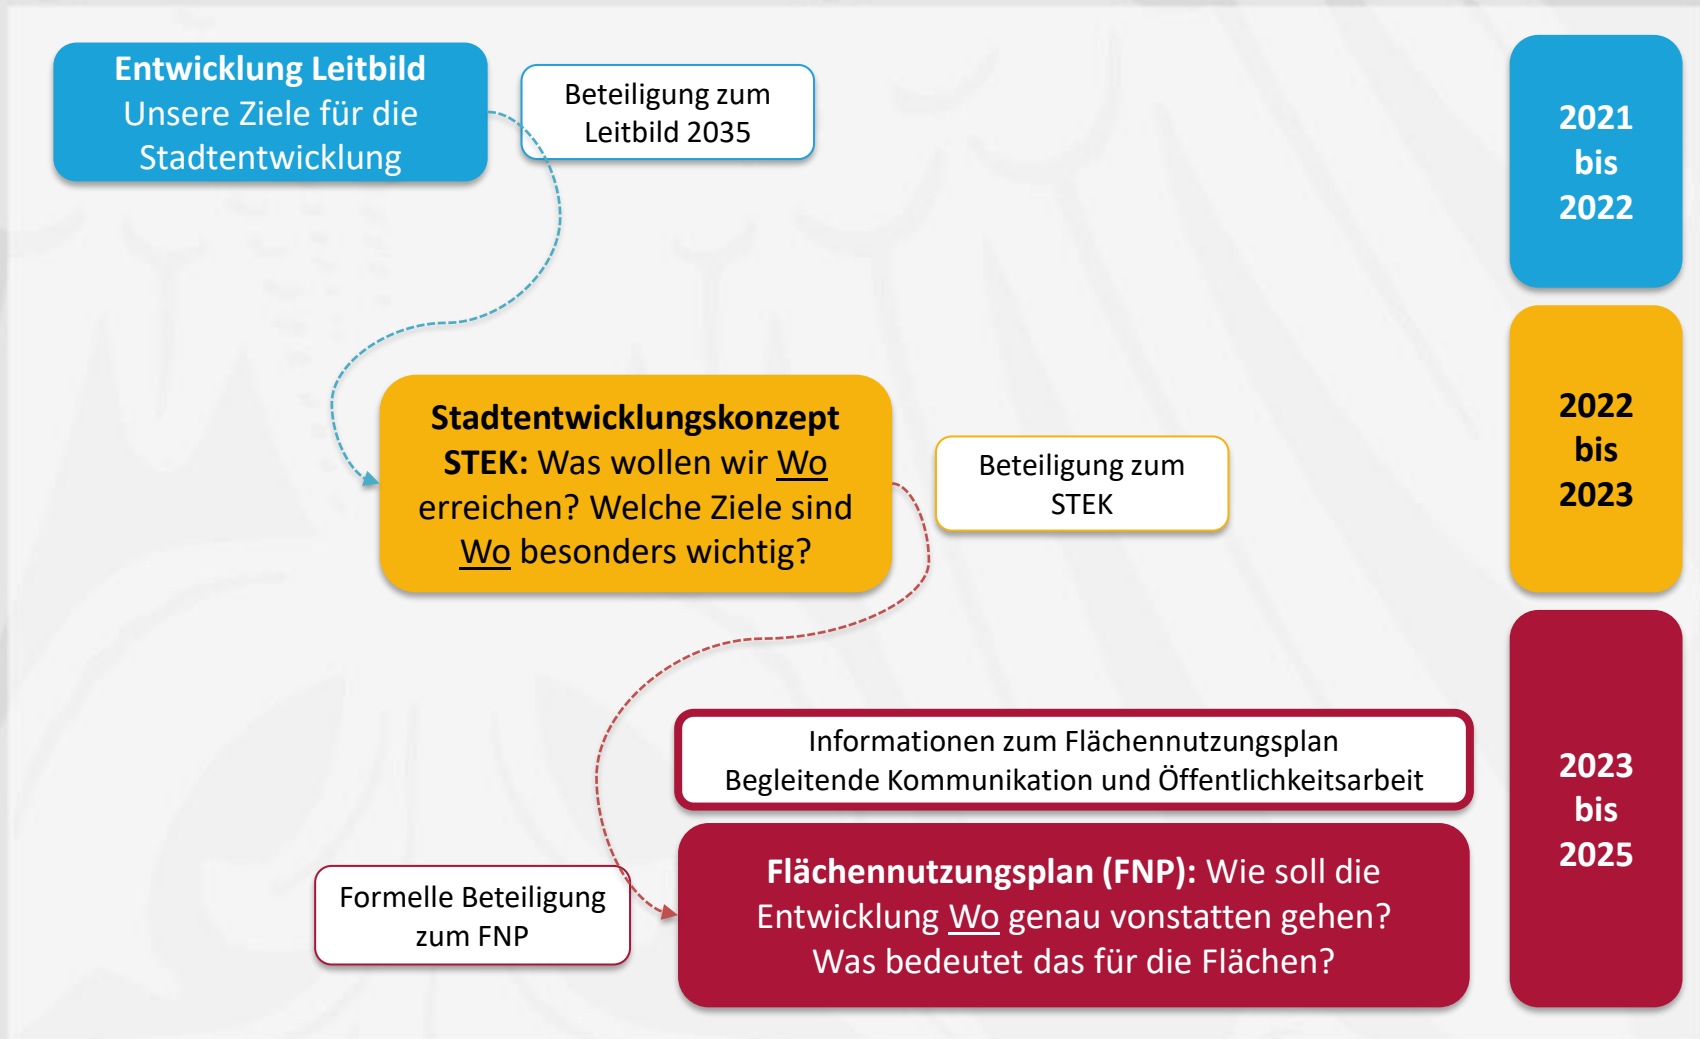 Entwicklung Leitbild
Unsere Ziele für die
Stadtentwicklung
Beteiligung zum
Leitbild 2035
2021
bis
2022
Stadtentwicklungskonzept
STEK: Was wollen wir Wo
erreichen? Welche Ziele sind
Wo besonders wichtig?
Beteiligung zum
STEK
2022
bis
2023
Informationen zum Flächennutzungsplan
Begleitende Kommunikation und Öffentlichkeitsarbeit
Formelle Beteiligung
zum FNP
Flächennutzungsplan (FNP): Wie soll die
Entwicklung Wo genau vonstatten gehen?
Was bedeutet das für die Flächen?
2023
bis
2025